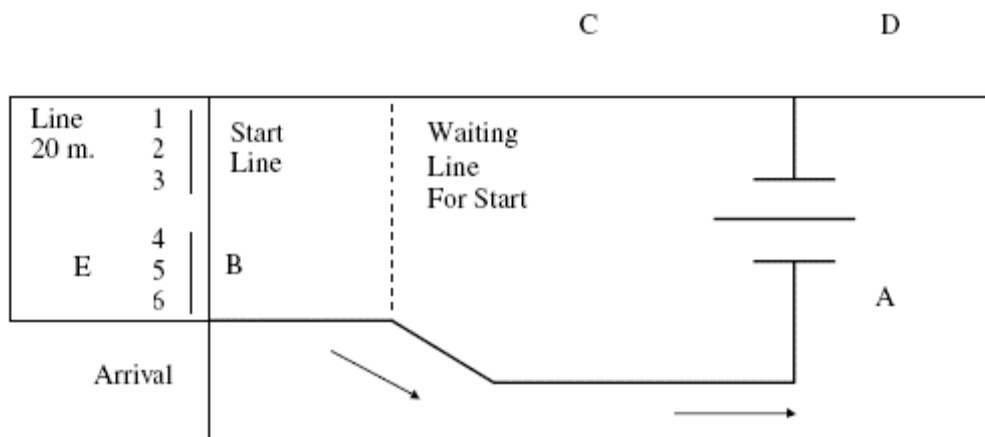 C
D
Line
20 m.
1
2
3
Start
Line
Waiting
Line
For Start
4
5
6
E
B
A
Arrival